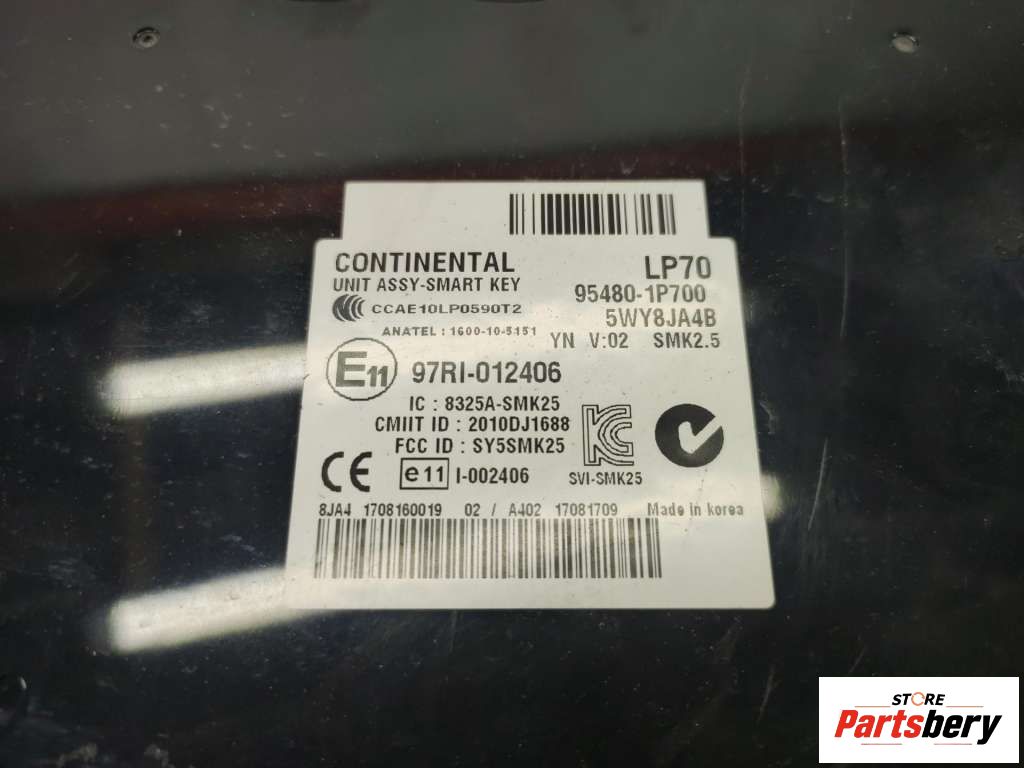 CONTINENTAL LP70
UNIT ASSY-SMART KEY 95480-1P700
CCAE10LP0590T2 5WY8JA4B
ANATEL : 1600-10-5151 YN V:02 SMK2.5
E11 97RI-012406
IC : 8325A-SMK25
CMIIT ID : 2010DJ1688
FCC ID : SY5SMK25
CE e11 I-002406 KC SVI-SMK25
8JA4 1708160019 02 / A402 17081709 Made in korea
STORE
Partsbery